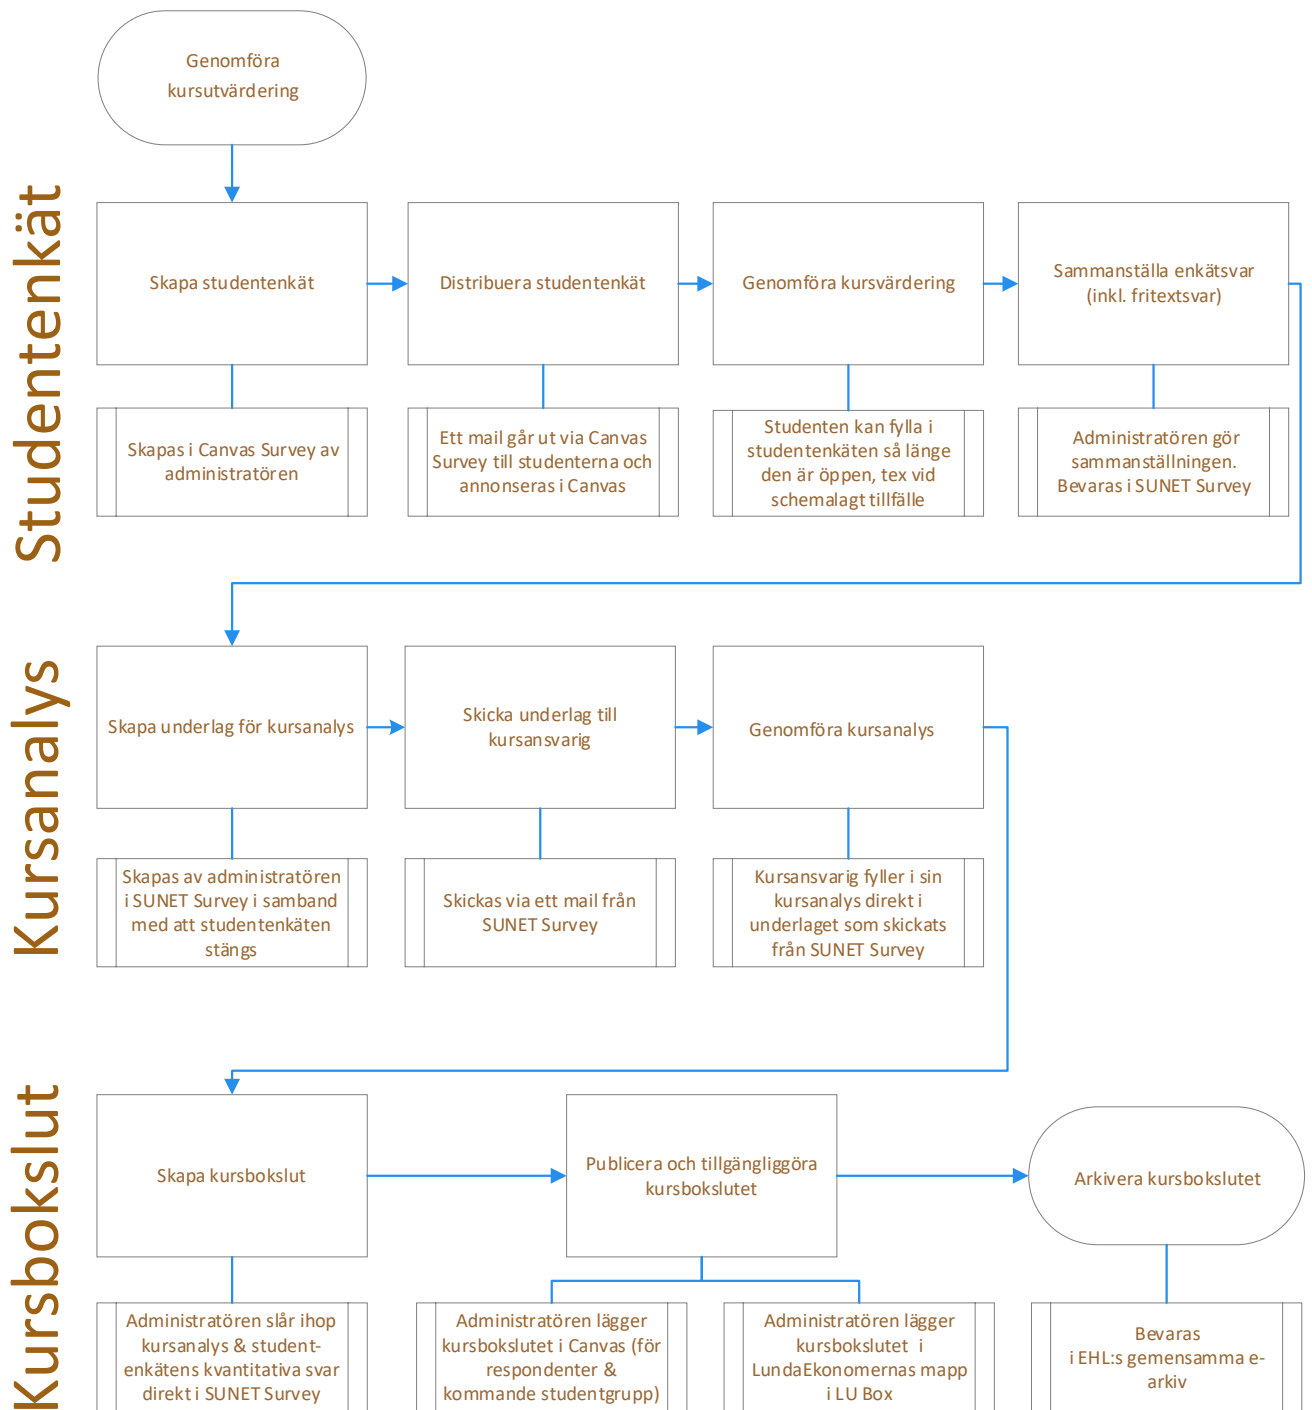 Genomföra
kursutvärdering
Studentenkät
Skapa studentenkät
Distribuera studentenkät
Genomföra kursvärdering
Sammanställa enkätsvar
(inkl. fritextsvar)
Skapas i Canvas Survey av
administratören
Ett mail går ut via Canvas
Survey till studenterna och
annonseras i Canvas
Studenten kan fylla i
studentenkäten så länge
den är öppen, tex vid
schemalagt tillfälle
Administratören gör
sammanställningen.
Bevaras i SUNET Survey
Kursanalys
Skapa underlag för kursanalys
Skicka underlag till
kursansvarig
Genomföra kursanalys
Skapas av administratören
i SUNET Survey i samband
med att studentenkäten
stängs
Skickas via ett mail från
SUNET Survey
Kursansvarig fyller i sin
kursanalys direkt i
underlaget som skickats
från SUNET Survey
Kursbokslut
Skapa kursbokslut
Publicera och tillgängliggöra
kursbokslutet
Arkivera kursbokslutet
Administratören slår ihop
kursanalys & student-
enkätens kvantitativa svar
direkt i SUNET Survey
Administratören lägger
kursbokslutet i Canvas (för
respondenter &
kommande studentgrupp)
Administratören lägger
kursbokslutet i
LundaEkonomernas mapp
i LU Box
Bevaras
i EHL:s gemensamma e-
arkiv